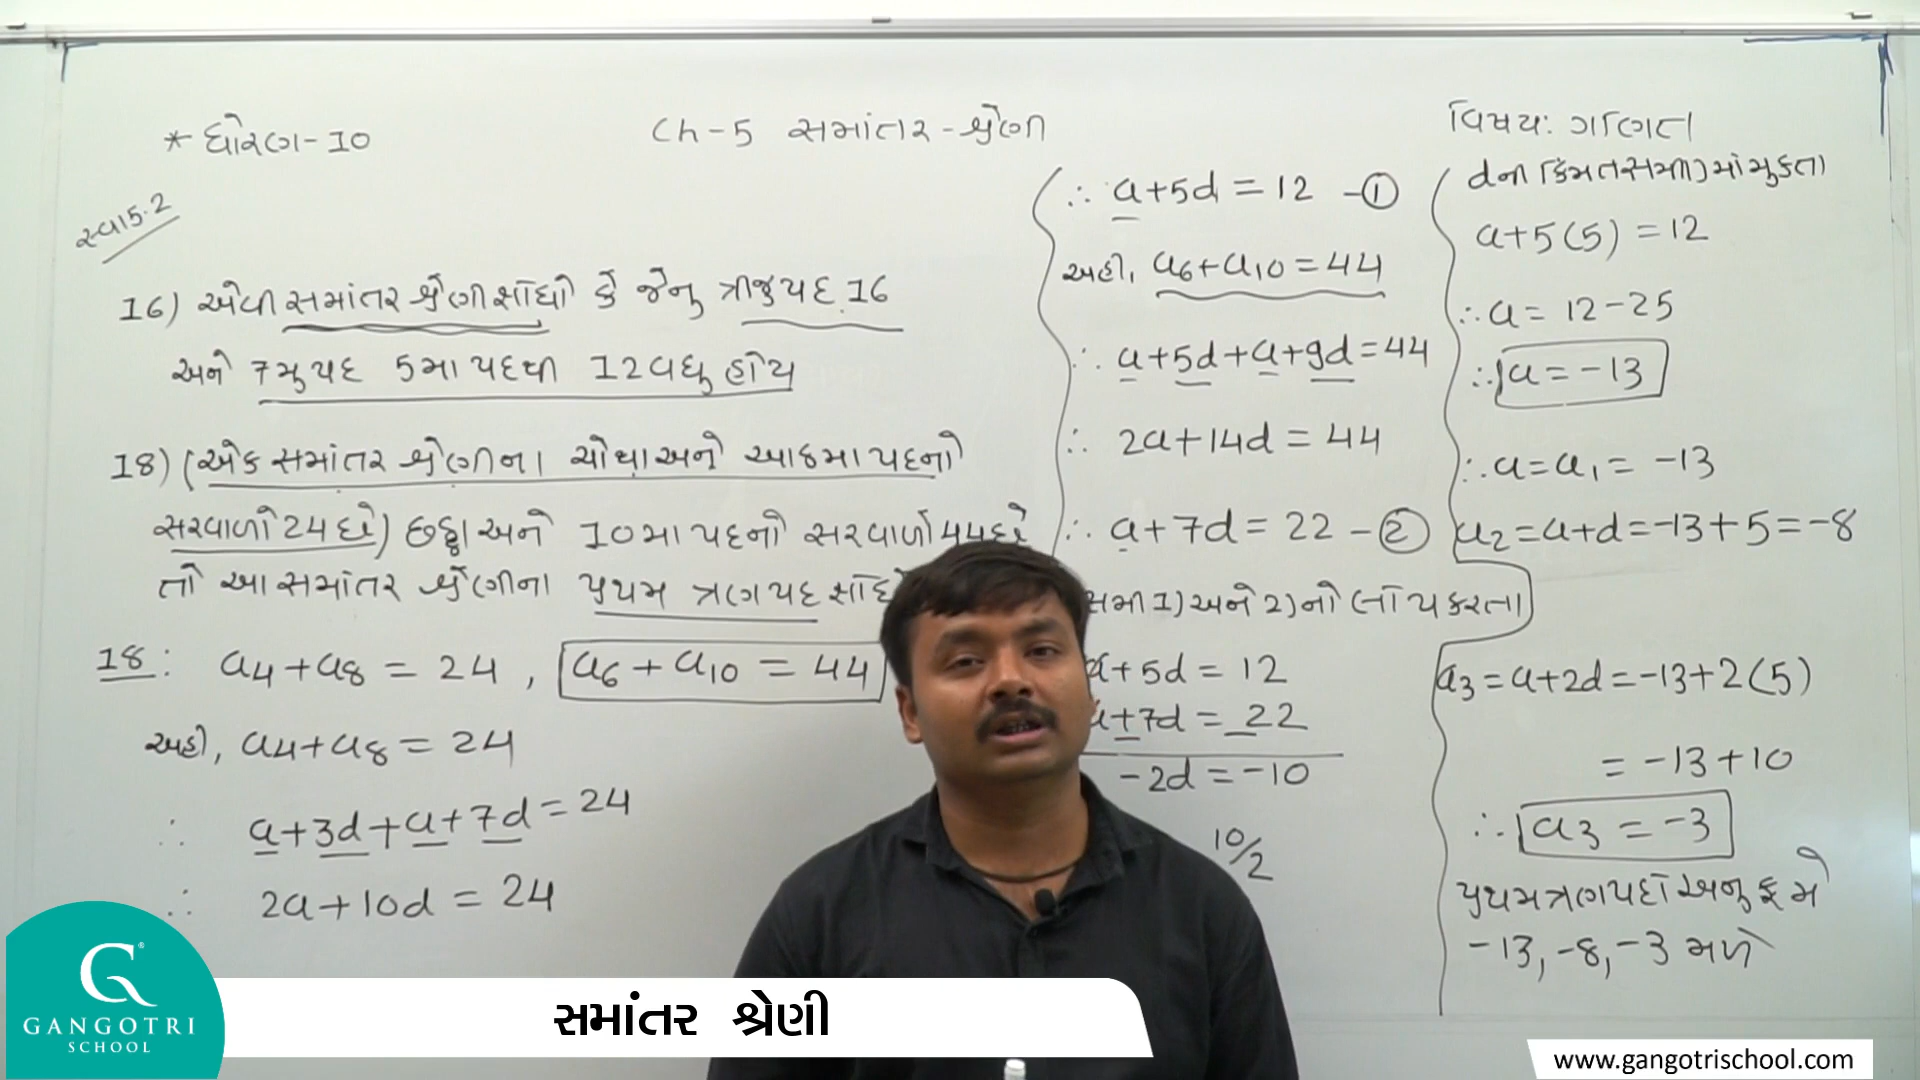 * ધોરણ-10
Ch-5 સમાંતર-શ્રેણી
વિષય: ગણિત
સ્વા5.2
16) એવી સમાંતર શ્રેણી શોધો કે જેનુ ત્રીજુ પદ 16
અને 7મુ પદ 5મા પદથી 12 વધુ હોય
18) (એક સમાંતર શ્રેણીના ચોથા અને આઠમા પદનો
સરવાળો 24 છે) છઠ્ઠા અને 10મા પદનો સરવાળો 44 છે
તો આ સમાંતર શ્રેણીના પ્રથમ ત્રણ પદ
18: a4+a8 = 24 , a6+a10 = 44
અહી, a4+a8 = 24
∴ a+3d+a+7d = 24
∴ 2a+10d = 24
∴ a+5d = 12 -①
અહી, a6+a10 = 44
∴ a+5d+a+9d = 44
∴ 2a+14d = 44
∴ a+7d = 22 -②
સમી 1) અને 2) નો લોપ કરતા
a+5d = 12
a+7d = 22
-2d = -10
10/2
dની કિંમત સમી 1) માં મુકતા
a+5(5) = 12
∴ a = 12-25
∴ a = -13
∴ a = a1 = -13
a2 = a+d = -13+5 = -8
a3 = a+2d = -13+2(5)
= -13+10
∴ a3 = -3
પ્રથમ ત્રણ પદો અનુક્રમે
-13, -8, -3 મળે
GANGOTRI
SCHOOL
સમાંતર શ્રેણી
www.gangotrischool.com